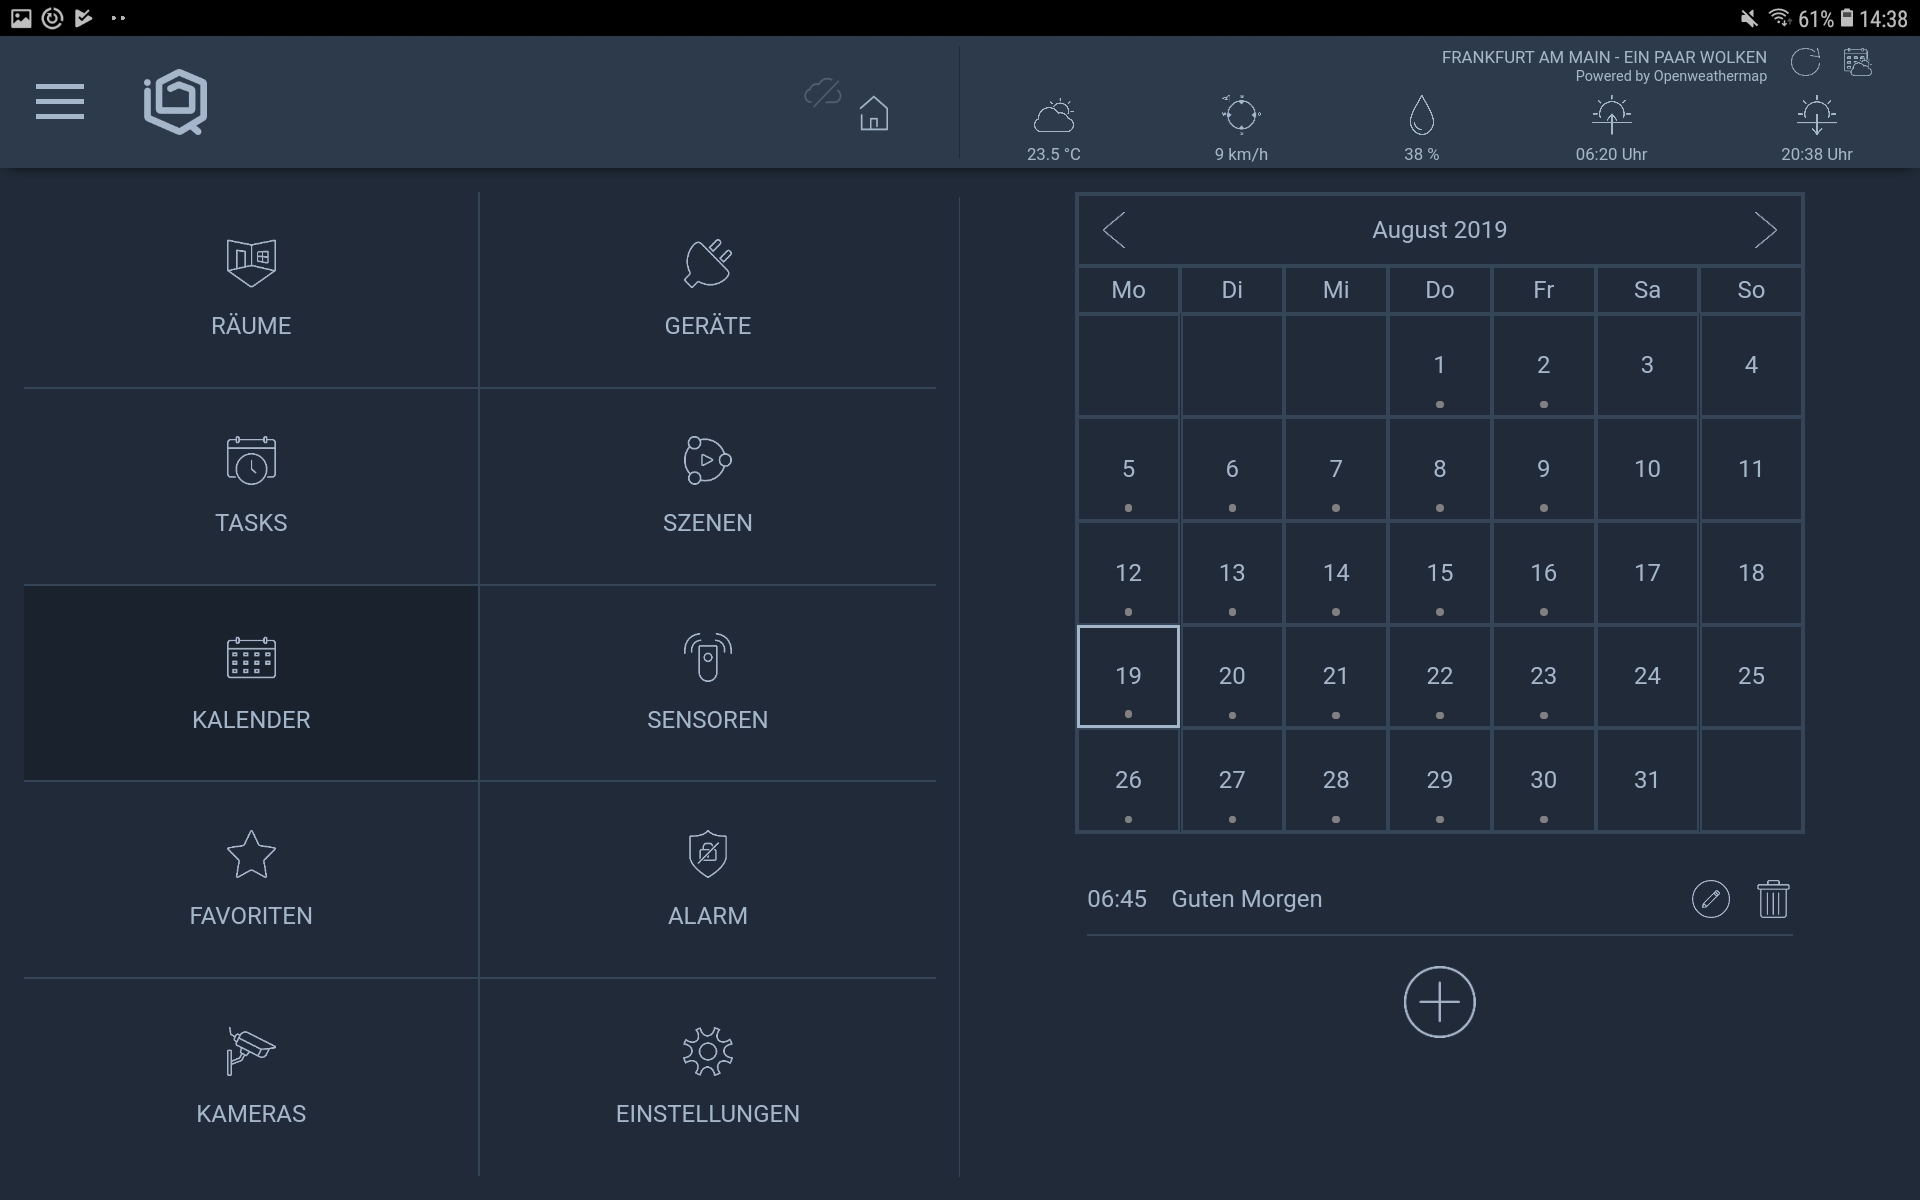 61% 14:38
FRANKFURT AM MAIN - EIN PAAR WOLKEN
Powered by Openweathermap
23.5 °C 9 km/h 38 % 06:20 Uhr 20:38 Uhr
RÄUME GERÄTE
TASKS SZENEN
KALENDER SENSOREN
FAVORITEN ALARM
KAMERAS EINSTELLUNGEN
August 2019
Mo Di Mi Do Fr Sa So
1 2 3 4
5 6 7 8 9 10 11
12 13 14 15 16 17 18
19 20 21 22 23 24 25
26 27 28 29 30 31
06:45 Guten Morgen